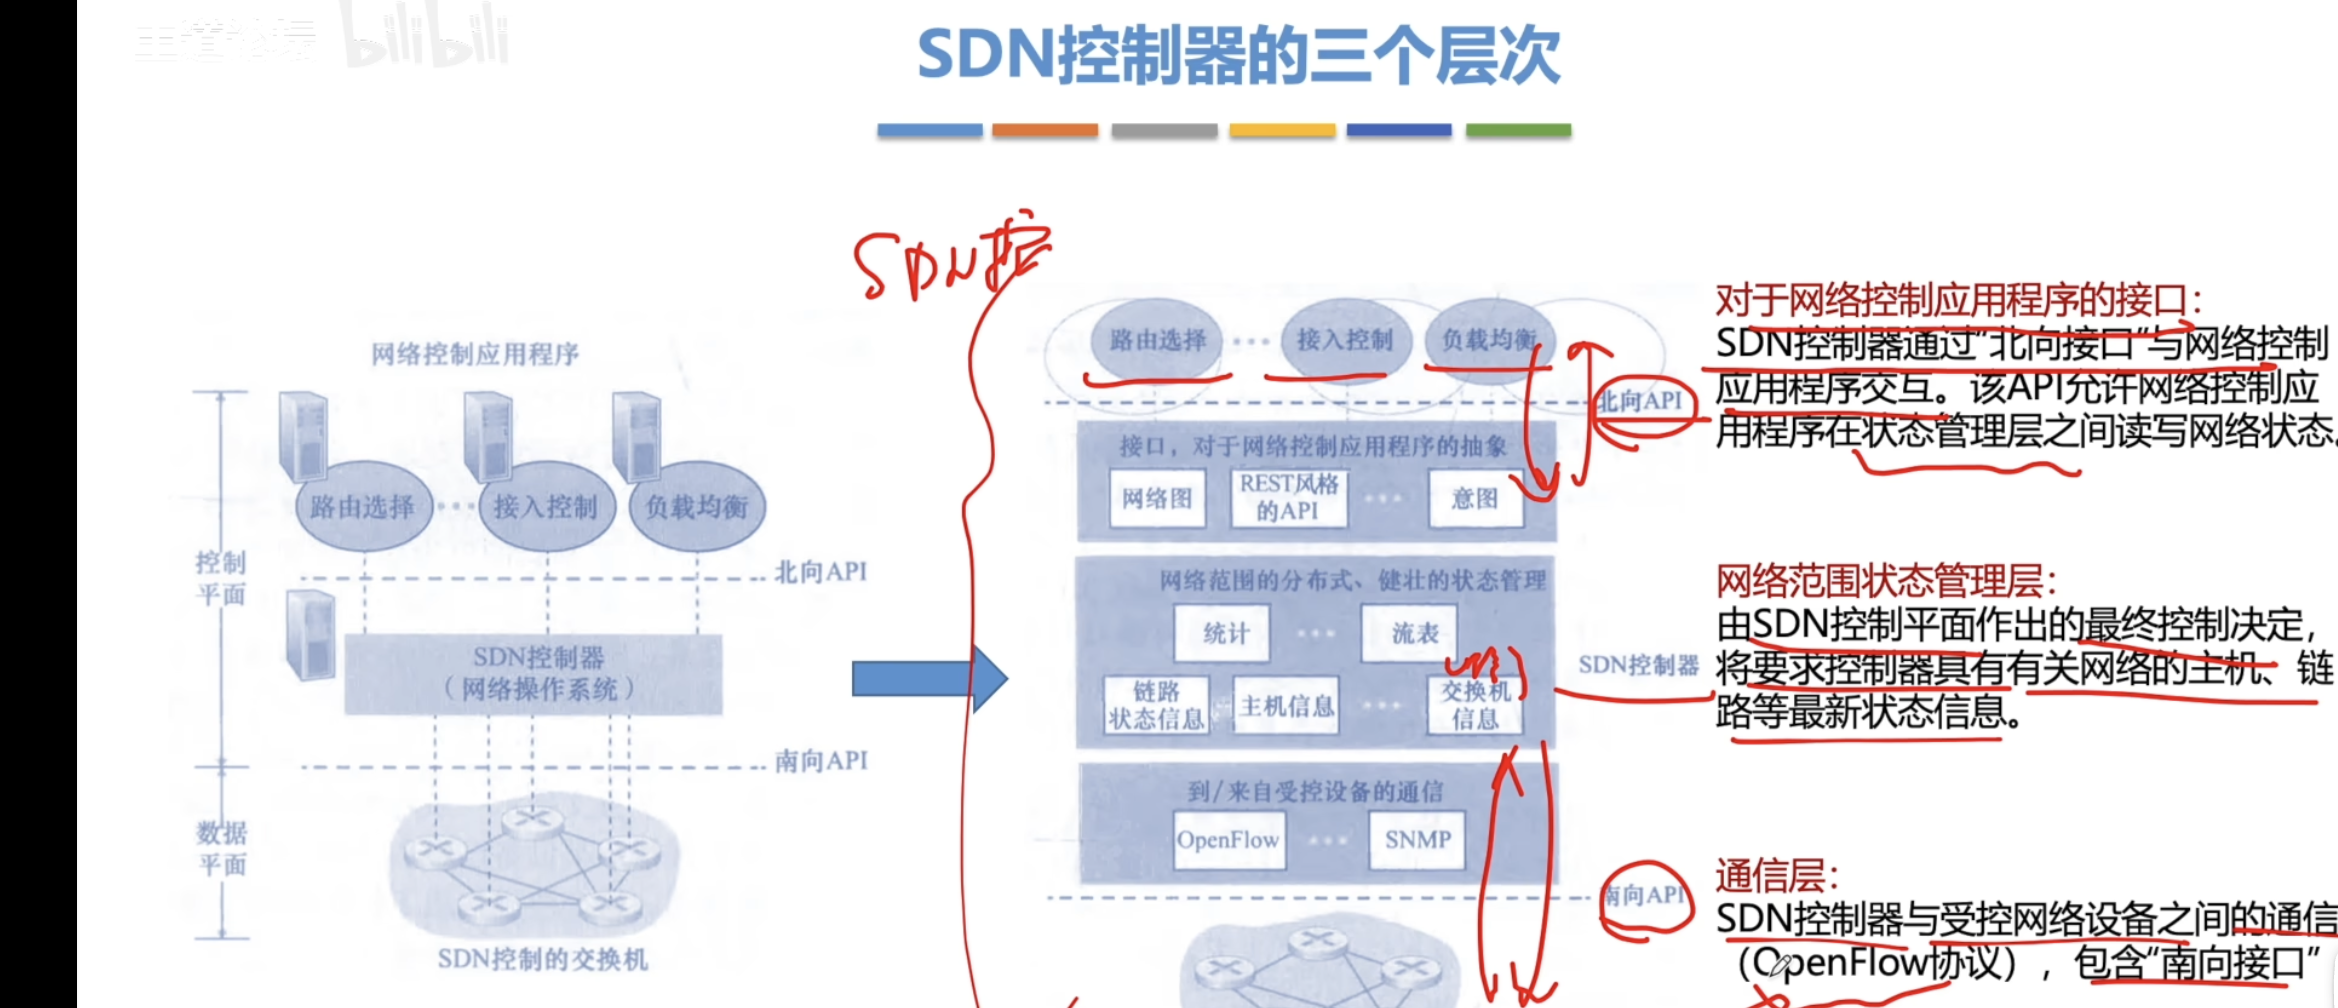 王道论坛
bilibili
SDN控制器的三个层次
SDN控
网络控制应用程序
路由选择
···
接入控制
负载均衡
控制
平面
北向API
SDN控制器
（网络操作系统）
南向API
数据
平面
SDN控制的交换机
路由选择
···
接入控制
负载均衡
北向API
接口，对于网络控制应用程序的抽象
网络图
REST风格
的API
···
意图
网络范围的分布式、健壮的状态管理
统计
···
流表
链路
状态信息
主机信息
···
交换机
信息
SDN控制器
到/来自受控设备的通信
OpenFlow
···
SNMP
南向API
对于网络控制应用程序的接口：
SDN控制器通过“北向接口”与网络控制
应用程序交互。该API允许网络控制应
用程序在状态管理层之间读写网络状态。
网络范围状态管理层：
由SDN控制平面作出的最终控制决定，
将要求控制器具有有关网络的主机、链
路等最新状态信息。
通信层：
SDN控制器与受控网络设备之间的通信
（OpenFlow协议），包含“南向接口”